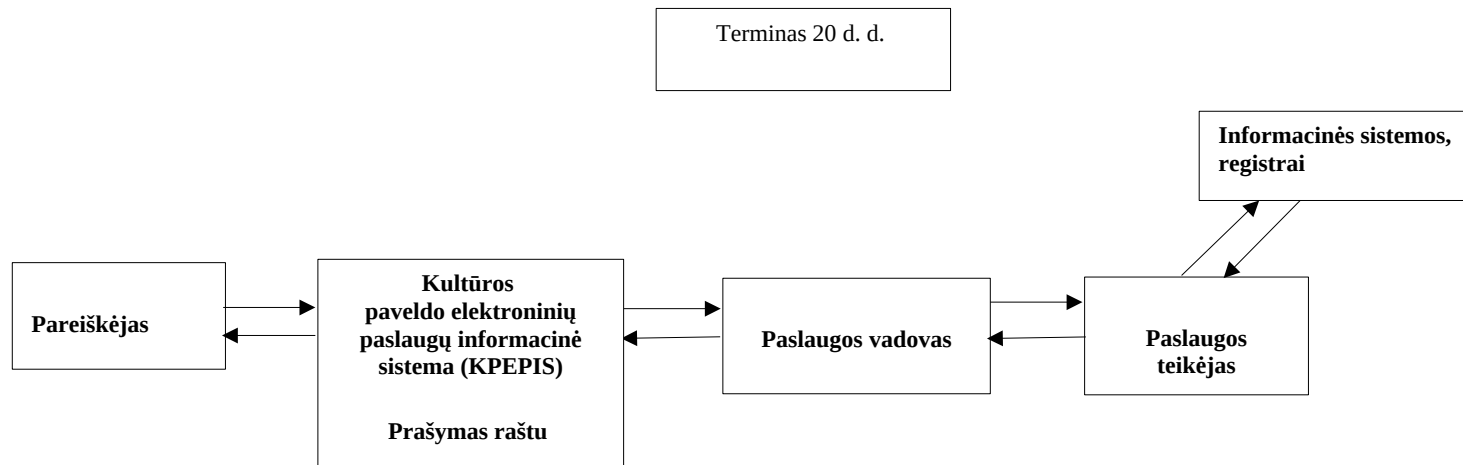 Terminas 20 d. d.
Informacinės sistemos,
registrai
Pareiškėjas
Kultūros
paveldo elektroninių
paslaugų informacinė
sistema (KPEPIS)
Prašymas raštu
Paslaugos vadovas
Paslaugos
teikėjas